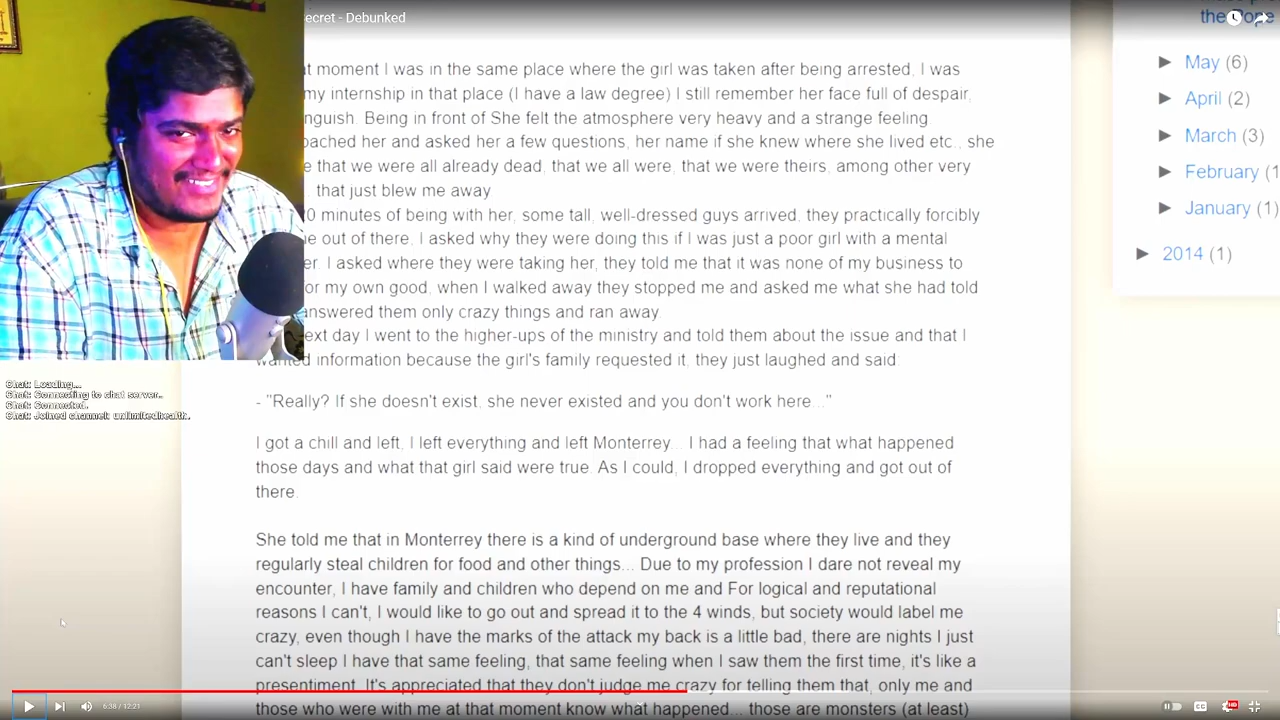 ecret - Debunked
the Pope
at moment I was in the same place where the girl was taken after being arrested, I was
my internship in that place (I have a law degree) I still remember her face full of despair,
nguish. Being in front of She felt the atmosphere very heavy and a strange feeling.
oached her and asked her a few questions, her name if she knew where she lived etc., she
e that we were all already dead, that we all were, that we were theirs, among other very
that just blew me away
0 minutes of being with her, some tall, well-dressed guys arrived, they practically forcibly
e out of there. I asked why they were doing this if I was just a poor girl with a mental
er. I asked where they were taking her, they told me that it was none of my business to
or my own good, when I walked away they stopped me and asked me what she had told
answered them only crazy things and ran away.
ext day I went to the higher-ups of the ministry and told them about the issue and that I
wanted information because the girl's family requested it, they just laughed and said:
- "Really? If she doesn't exist, she never existed and you don't work here..."
I got a chill and left, I left everything and left Monterrey... I had a feeling that what happened
those days and what that girl said were true. As I could, I dropped everything and got out of
there.
She told me that in Monterrey there is a kind of underground base where they live and they
regularly steal children for food and other things... Due to my profession I dare not reveal my
encounter, I have family and children who depend on me and For logical and reputational
reasons I can't, I would like to go out and spread it to the 4 winds, but society would label me
crazy, even though I have the marks of the attack my back is a little bad, there are nights I just
can't sleep I have that same feeling, that same feeling when I saw them the first time, it's like a
presentiment. It's appreciated that they don't judge me crazy for telling them that, only me and
those who were with me at that moment know what happened... those are monsters (at least)
► May (6)
► April (2)
► March (3)
► February (1
► January (1)
► 2014 (1)
Chat: Loading...
Chat: Connecting to chat server..
Chat: Connected.
Chat: Joined channel: unlimitedhealth.
6:38 / 12:21
CC
HD